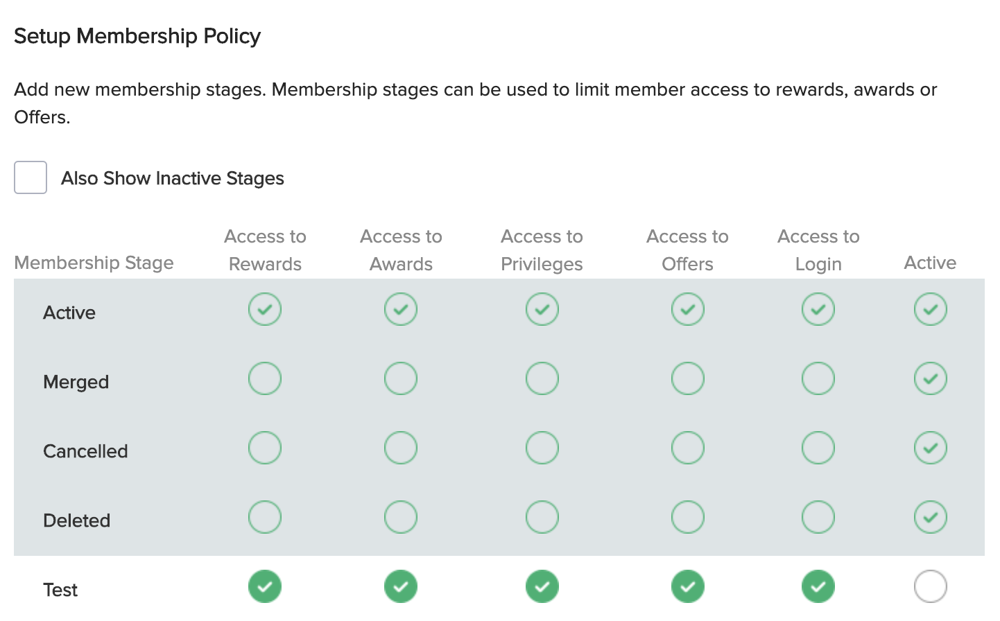 Setup Membership Policy
Add new membership stages. Membership stages can be used to limit member access to rewards, awards or
Offers.
Also Show Inactive Stages
Membership Stage Access to Rewards Access to Awards Access to Privileges Access to Offers Access to Login Active
Active
Merged
Cancelled
Deleted
Test